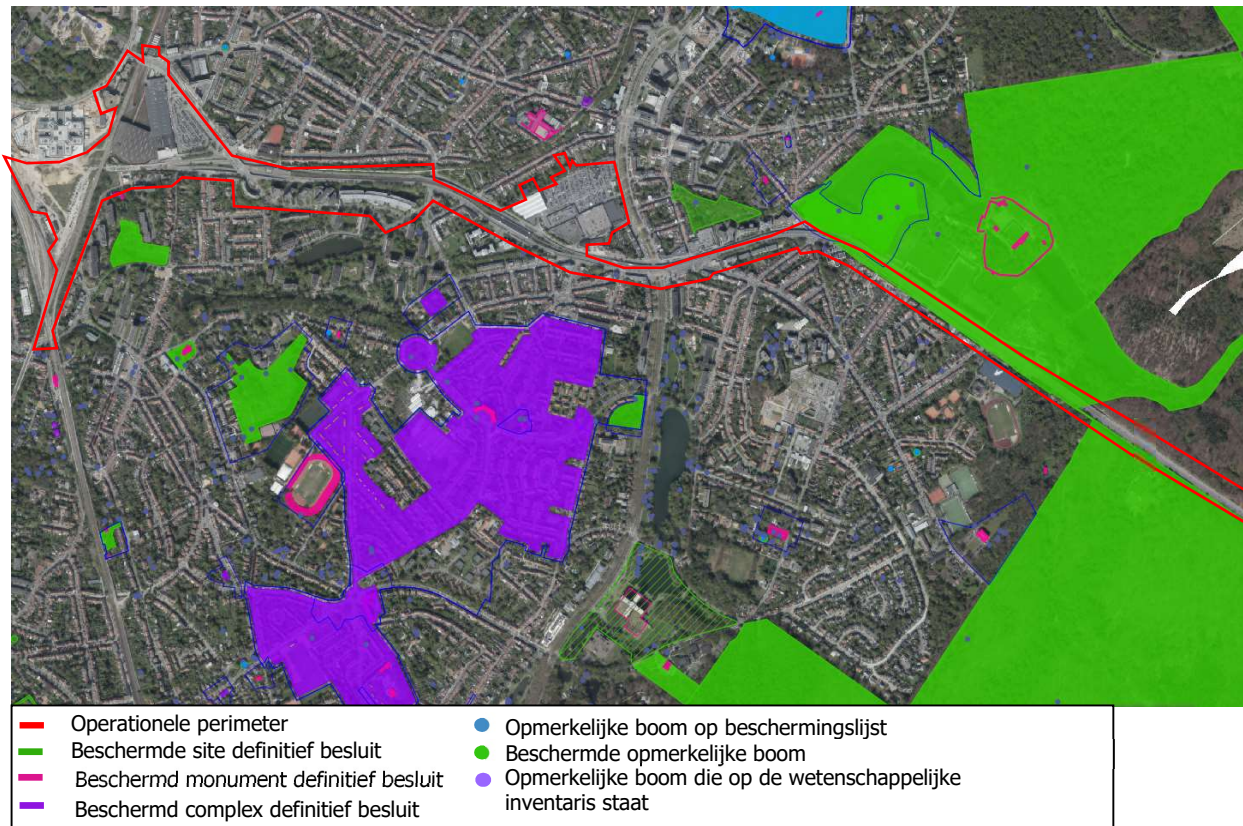 Operationele perimeter
Beschermde site definitief besluit
Beschermd monument definitief besluit
Beschermd complex definitief besluit
Opmerkelijke boom op beschermingslijst
Beschermde opmerkelijke boom
Opmerkelijke boom die op de wetenschappelijke
inventaris staat